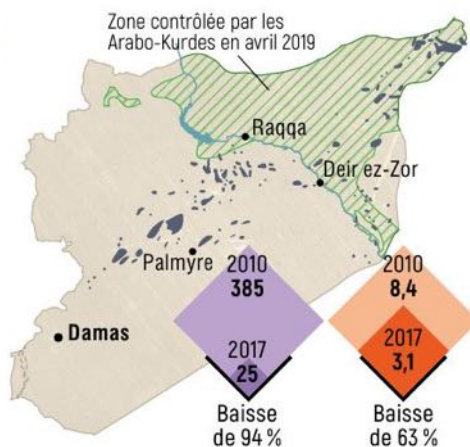 Zone contrôlée par les
Arabo-Kurdes en avril 2019
Raqqa
Deir ez-Zor
Palmyre
Damas
2010
385
2017
25
Baisse
de 94 %
2010
8,4
2017
3,1
Baisse
de 63 %